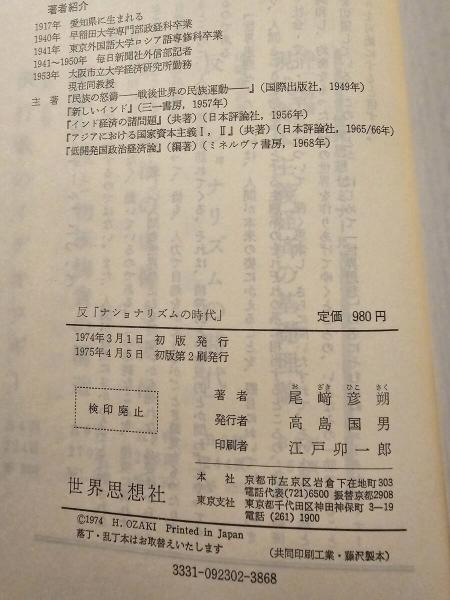 著者紹介
1917年 愛知県に生まれる
1940年 早稲田大学専門部政経科卒業
1941年 東京外国語大学ロシア語専修科卒業
1941〜1950年 毎日新聞社外信部記者
1953年 大阪市立大学経済研究所勤務
現在同教授
主著 『民族の怒濤──戦後世界の民族運動──』(国際出版社，1949年)
『新しいインド』(三一書房，1957年)
『インド経済の諸問題』(共著)(日本評論社，1956年)
『アジアにおける国家資本主義Ⅰ，Ⅱ』(共著)(日本評論社，1965/66年)
『低開発国政治経済論』(編著)(ミネルヴァ書房，1968年)
反『ナショナリズムの時代』 定価 980円
1974年3月1日 初版発行
1975年4月5日 初版第2刷発行
検印廃止
お ざき ひこ さく
著者 尾﨑彦朔
発行者 高島国男
印刷者 江戸卯一郎
世界思想社
本社 京都市左京区岩倉下在地町303
電話代表(721)6500 振替京都2908
東京支社 東京都千代田区神田神保町3―19
電話 (261) 1900
©1974 H. OZAKI Printed in Japan
落丁・乱丁本はお取替えいたします (共同印刷工業・藤沢製本)
3331-092302-3868